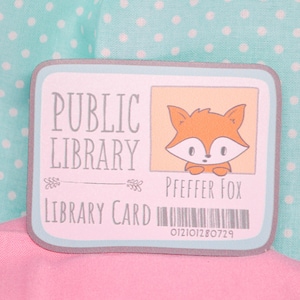 PUBLIC
LIBRARY
PFEFFER FOX
LIBRARY CARD
012101280729